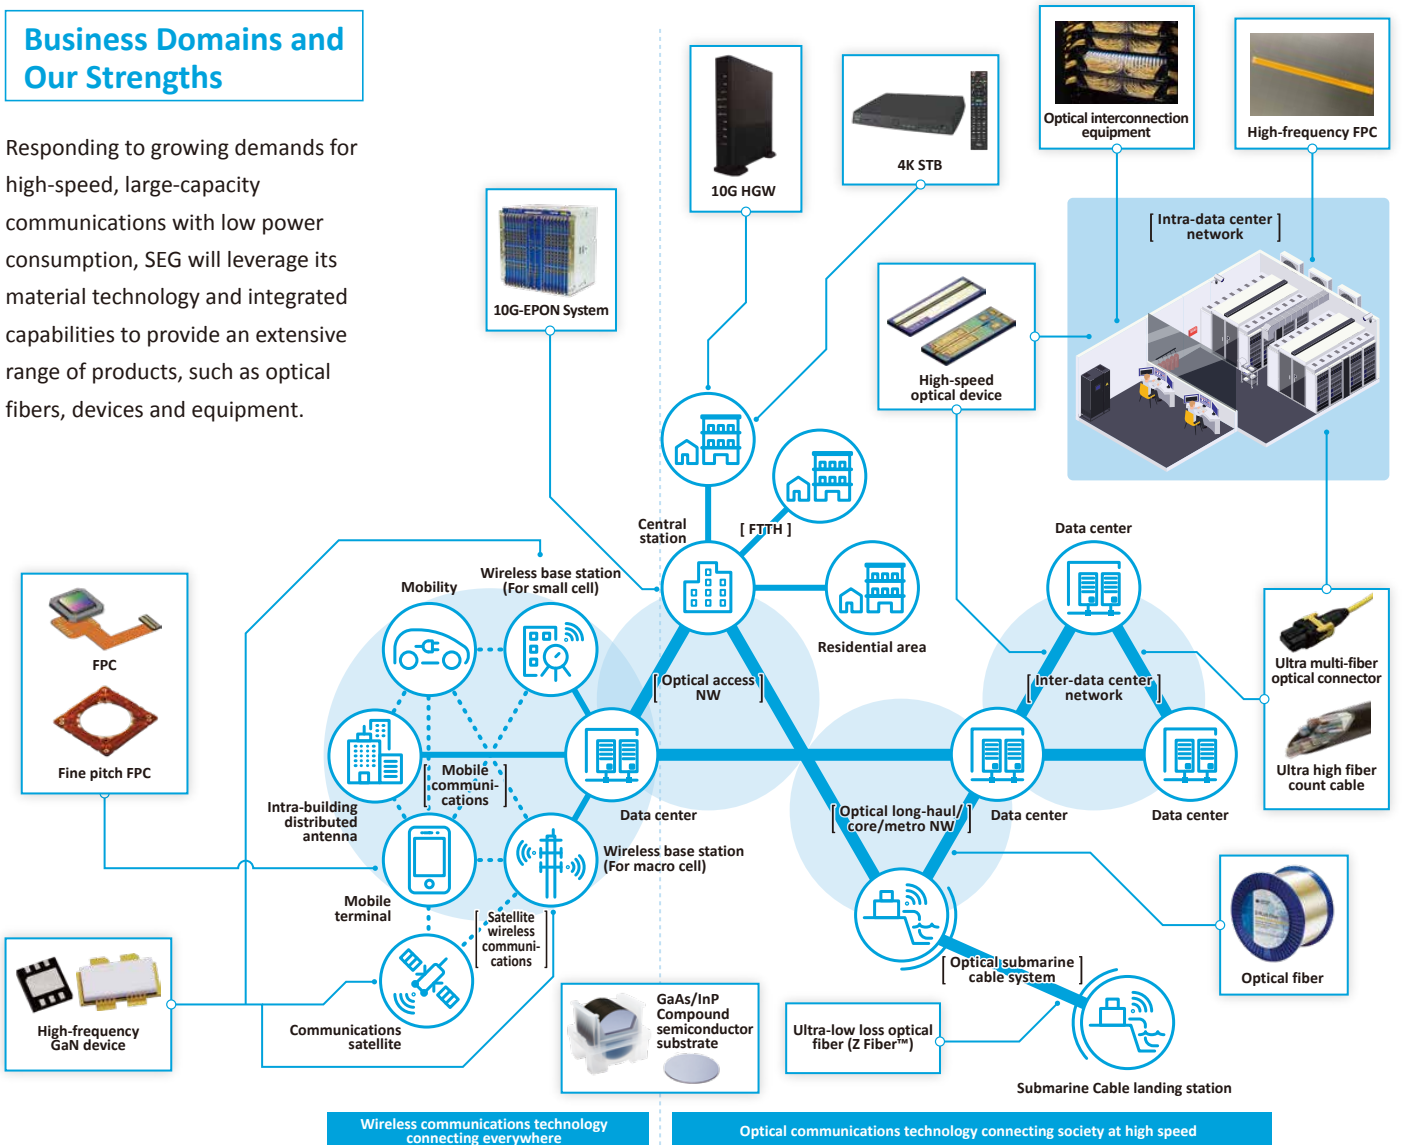 Business Domains and
Our Strengths
Responding to growing demands for
high-speed, large-capacity
communications with low power
consumption, SEG will leverage its
material technology and integrated
capabilities to provide an extensive
range of products, such as optical
fibers, devices and equipment.
10G-EPON System
10G HGW
4K STB
Optical interconnection
equipment
High-frequency FPC
[ Intra-data center
network ]
High-speed
optical device
Central
station
[ FTTH ]
Residential area
Data center
Mobility
Wireless base station
(For small cell)
FPC
Fine pitch FPC
[ Optical access
NW ]
[ Inter-data center
network ]
Ultra multi-fiber
optical connector
Ultra high fiber
count cable
[ Mobile
communi-
cations ]
Intra-building
distributed
antenna
Data center
[ Optical long-haul/
core/metro NW ]
Data center
Data center
Wireless base station
(For macro cell)
Mobile
terminal
[ Satellite
wireless
communi-
cations ]
Optical fiber
[ Optical submarine
cable system ]
High-frequency
GaN device
Communications
satellite
GaAs/InP
Compound
semiconductor
substrate
Ultra-low loss optical
fiber (Z Fiber™)
Submarine Cable landing station
Wireless communications technology
connecting everywhere
Optical communications technology connecting society at high speed